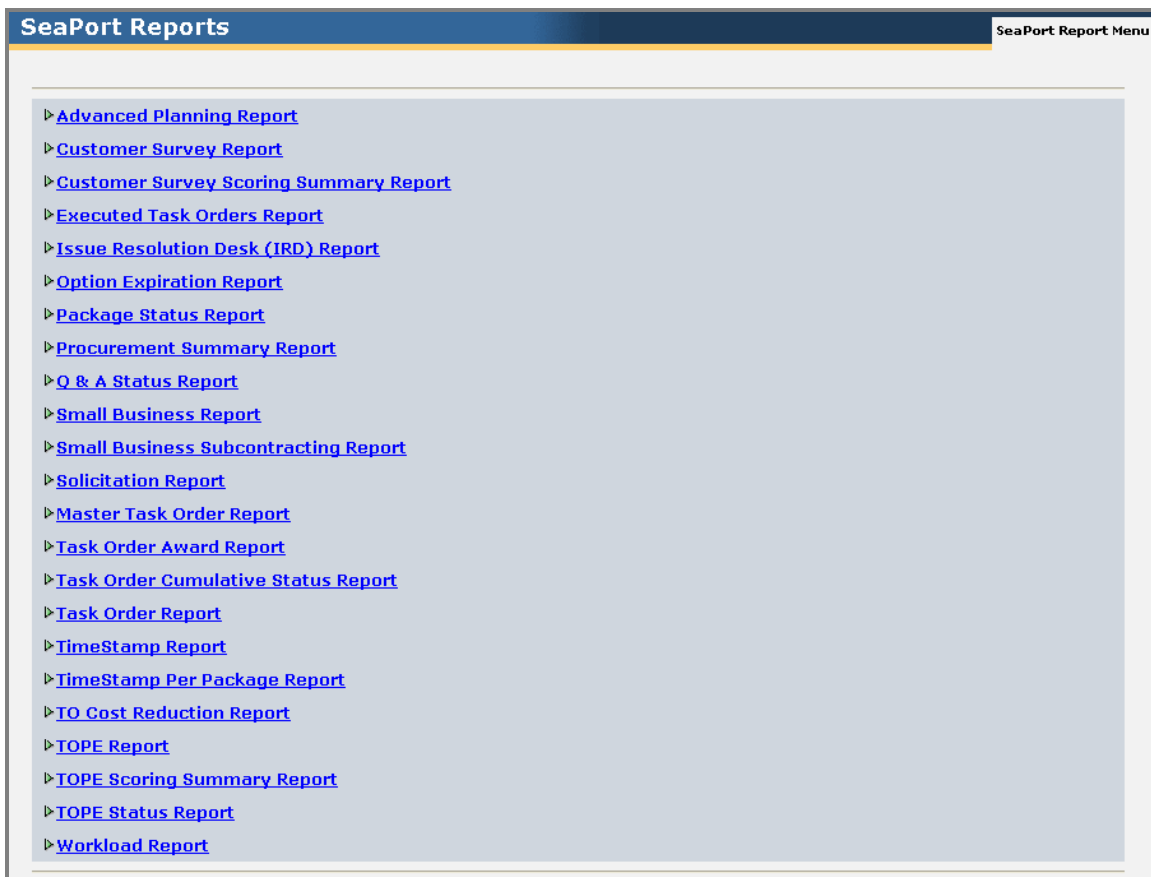 SeaPort Reports
SeaPort Report Menu
Advanced Planning Report
Customer Survey Report
Customer Survey Scoring Summary Report
Executed Task Orders Report
Issue Resolution Desk (IRD) Report
Option Expiration Report
Package Status Report
Procurement Summary Report
Q & A Status Report
Small Business Report
Small Business Subcontracting Report
Solicitation Report
Master Task Order Report
Task Order Award Report
Task Order Cumulative Status Report
Task Order Report
TimeStamp Report
TimeStamp Per Package Report
TO Cost Reduction Report
TOPE Report
TOPE Scoring Summary Report
TOPE Status Report
Workload Report